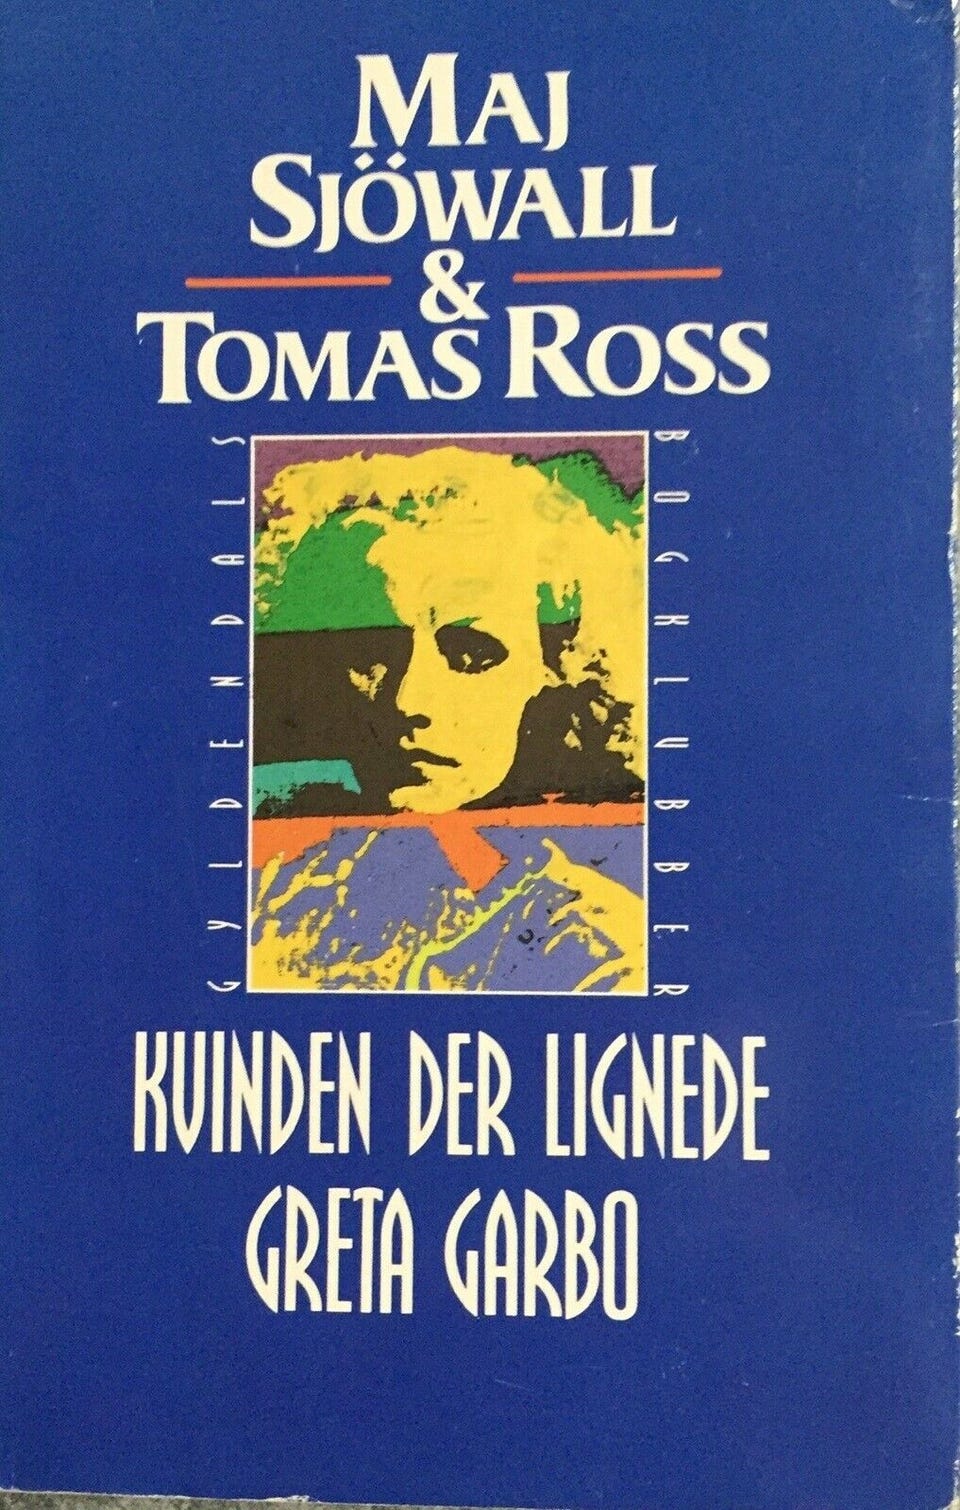 MAJ
SJÖWALL
&
TOMAS ROSS
GYLDENDALS
BOGKLUBBER
KVINDEN DER LIGNEDE
GRETA GARBO